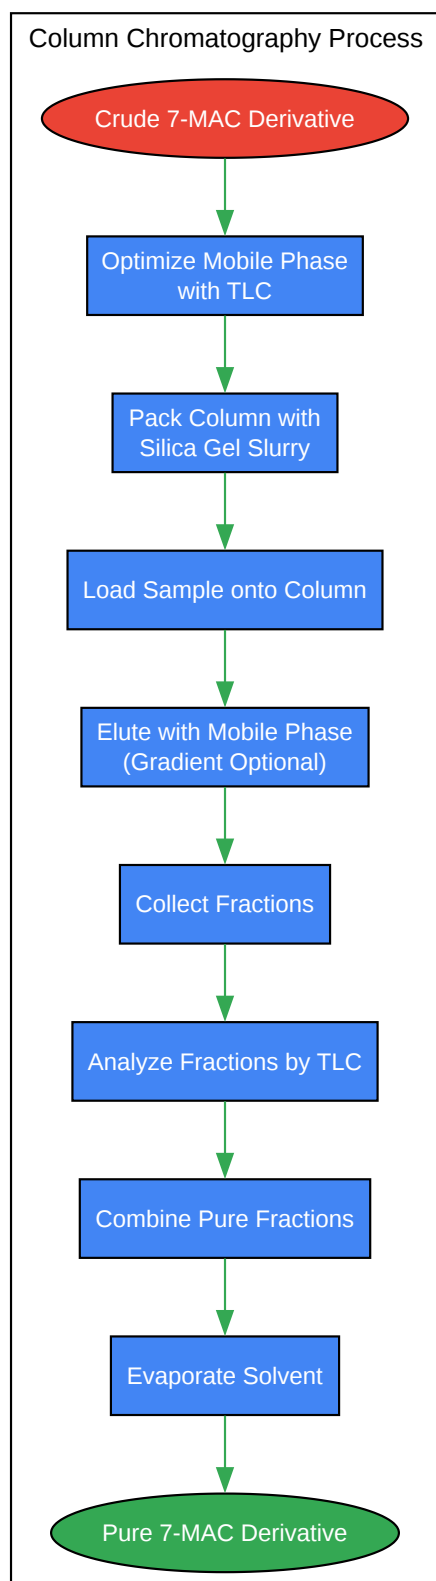 Column Chromatography Process
Crude 7-MAC Derivative
Optimize Mobile Phase
with TLC
Pack Column with
Silica Gel Slurry
Load Sample onto Column
Elute with Mobile Phase
(Gradient Optional)
Collect Fractions
Analyze Fractions by TLC
Combine Pure Fractions
Evaporate Solvent
Pure 7-MAC Derivative